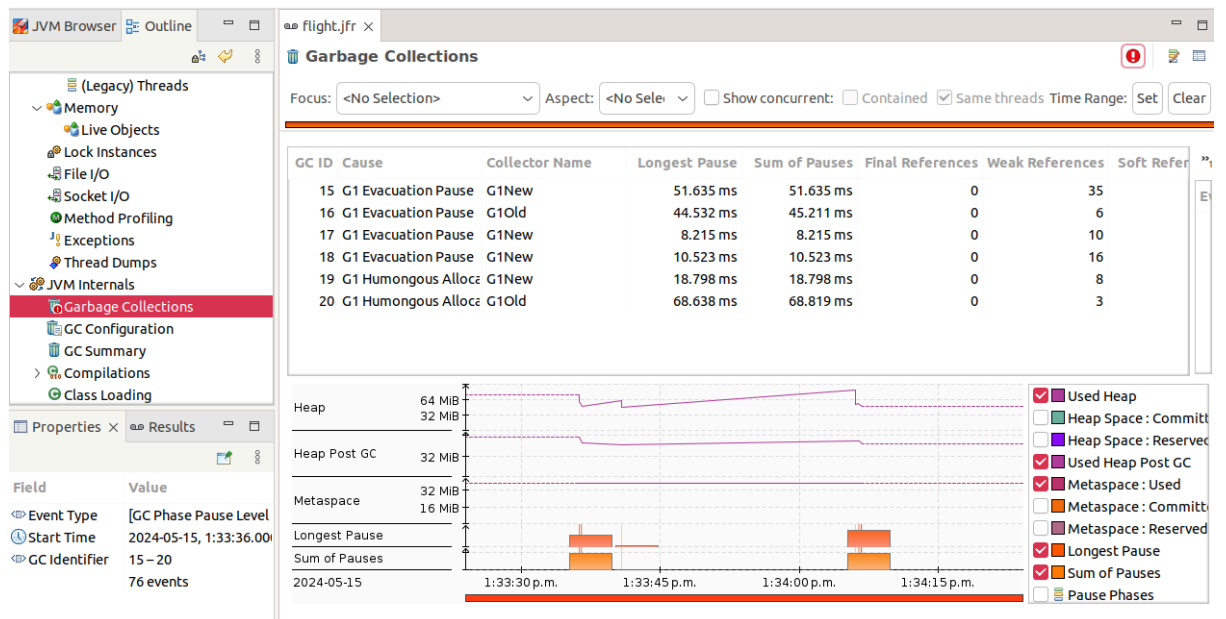 JVM Browser Outline
(Legacy) Threads
Memory
Live Objects
Lock Instances
File I/O
Socket I/O
Method Profiling
Exceptions
Thread Dumps
JVM Internals
Garbage Collections
GC Configuration
GC Summary
Compilations
Class Loading
Properties × Results
Field Value
Event Type [GC Phase Pause Level
Start Time 2024-05-15, 1:33:36.00
GC Identifier 15 – 20
76 events
flight.jfr ×
Garbage Collections
Focus: <No Selection> Aspect: <No Sele Show concurrent: Contained Same threads Time Range: Set Clear
GC ID Cause Collector Name Longest Pause Sum of Pauses Final References Weak References Soft Refer
15 G1 Evacuation Pause G1New 51.635 ms 51.635 ms 0 35
16 G1 Evacuation Pause G1Old 44.532 ms 45.211 ms 0 6
17 G1 Evacuation Pause G1New 8.215 ms 8.215 ms 0 10
18 G1 Evacuation Pause G1New 10.523 ms 10.523 ms 0 16
19 G1 Humongous Alloca G1New 18.798 ms 18.798 ms 0 8
20 G1 Humongous Alloca G1Old 68.638 ms 68.819 ms 0 3
Heap 64 MiB
32 MiB
Heap Post GC 32 MiB
Metaspace 32 MiB
16 MiB
Longest Pause
Sum of Pauses
2024-05-15 1:33:30 p.m. 1:33:45 p.m. 1:34:00 p.m. 1:34:15 p.m.
Used Heap
Heap Space : Committ
Heap Space : Reserved
Used Heap Post GC
Metaspace : Used
Metaspace : Committ
Metaspace : Reserved
Longest Pause
Sum of Pauses
Pause Phases